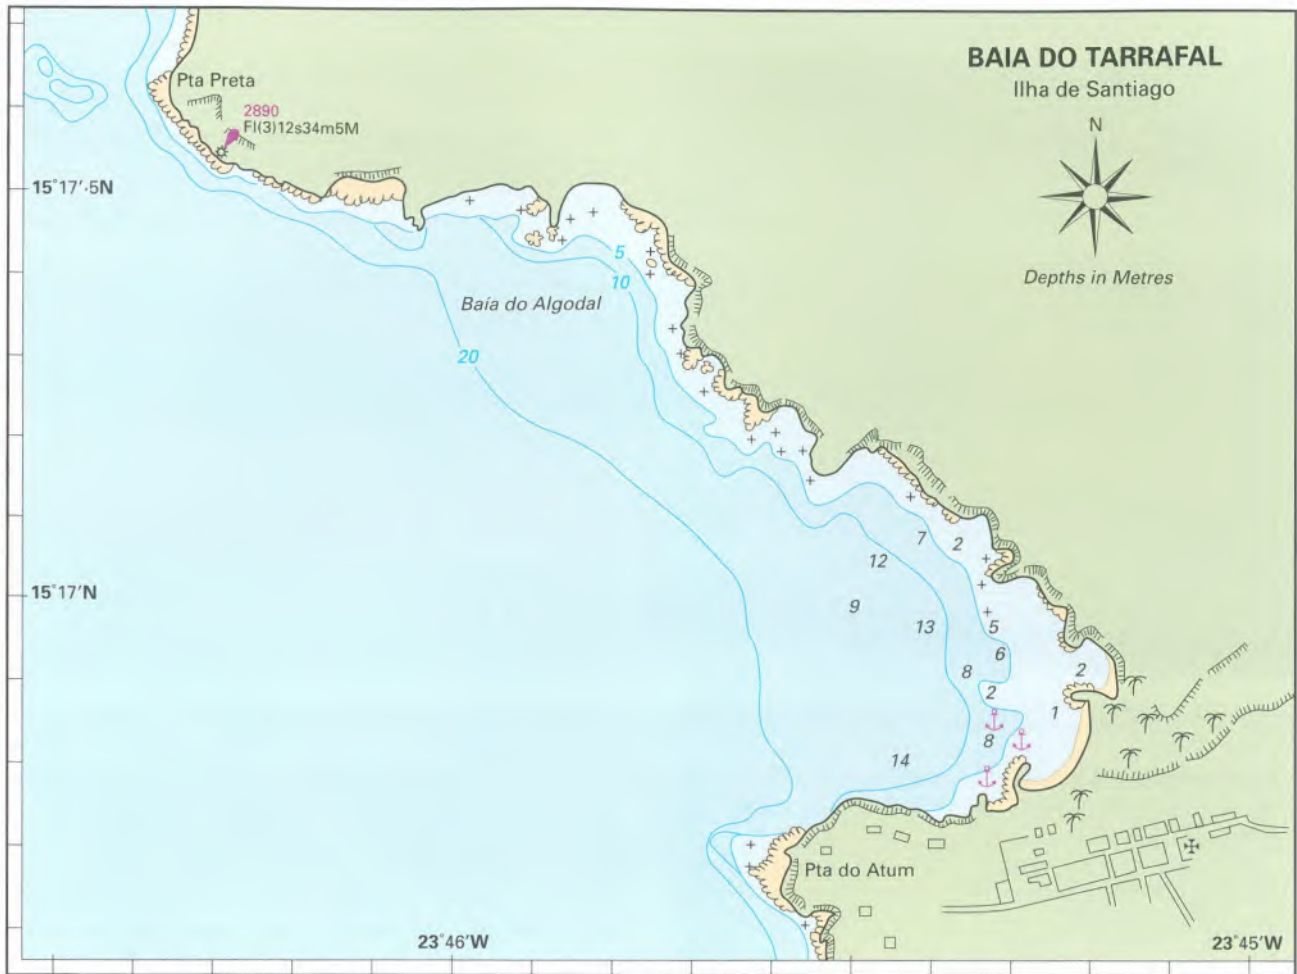 BAIA DO TARRAFAL
Ilha de Santiago
N
Depths in Metres
Pta Preta
2890
Fl(3)12s34m5M
15°17'·5N
5
10
Baía do Algodal
20
7
2
12
15°17'N
9
13
5
6
8
2
2
1
8
14
Pta do Atum
23°46'W
23°45'W